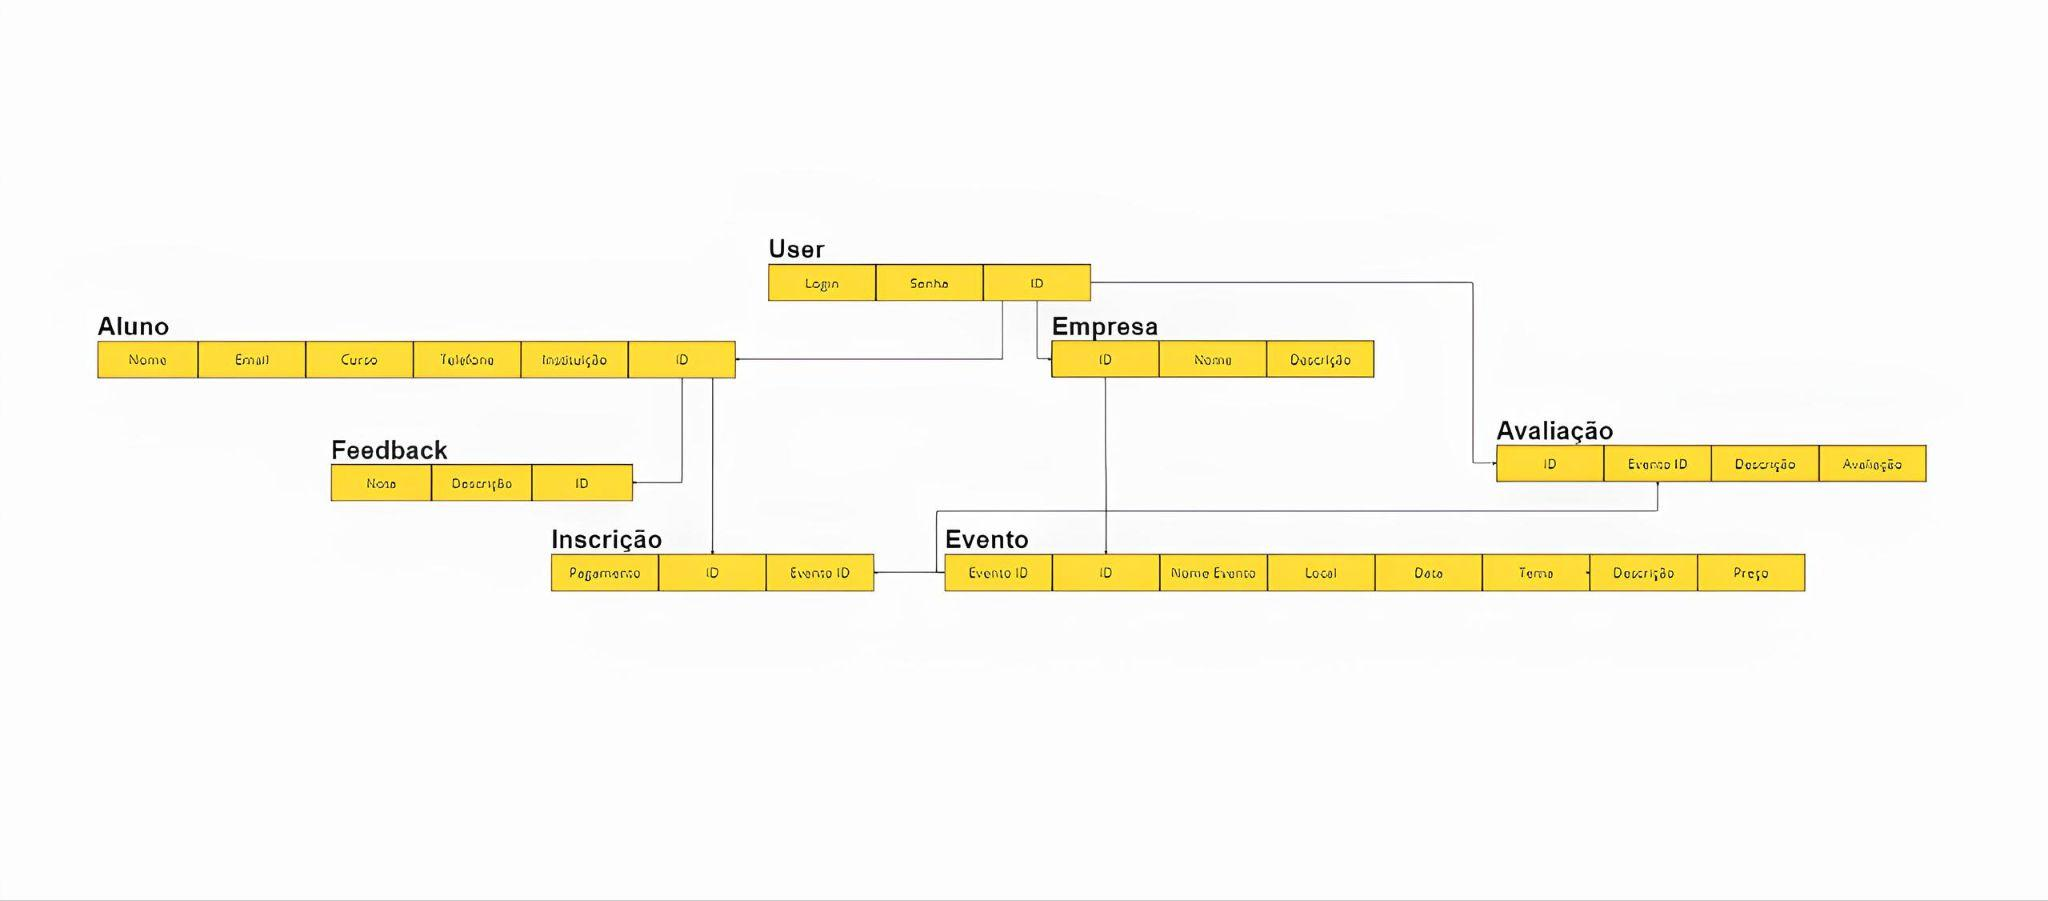 User
Login Senha ID
Aluno
Nome Email Curso Telefone Instituição ID
Empresa
ID Nome Descrição
Avaliação
ID Evento ID Descrição Avaliação
Feedback
Nota Descrição ID
Inscrição
Pagamento ID Evento ID
Evento
Evento ID ID Nome Evento Local Data Tema Descrição Preço